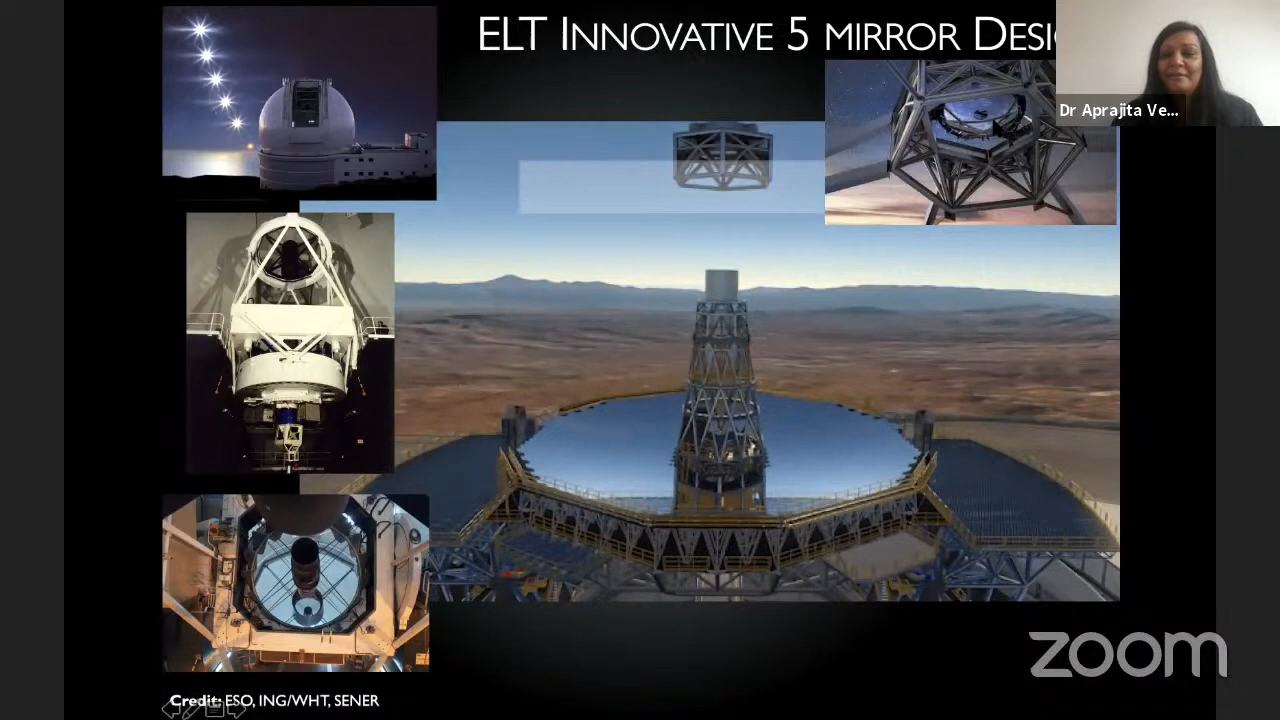 ELT INNOVATIVE 5 MIRROR DESI
Dr Aprajita Ve...
zoom
Credit: ESO, ING/WHT, SENER